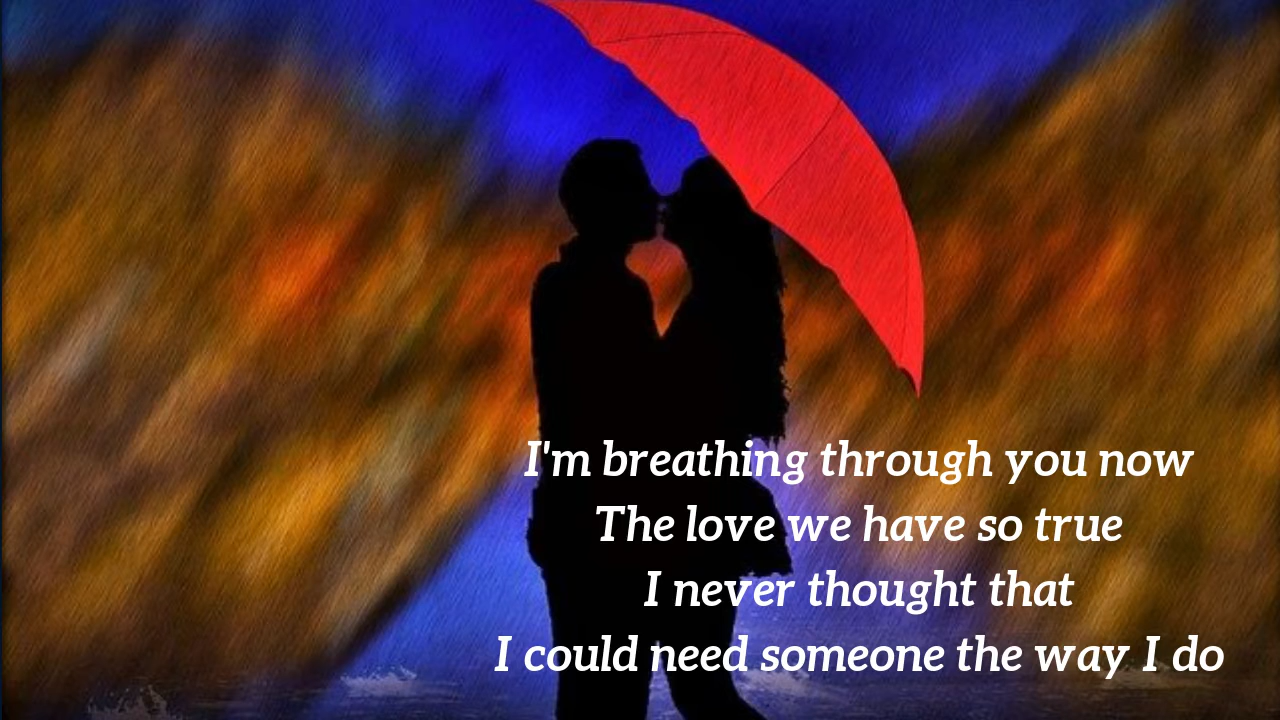 I'm breathing through you now
The love we have so true
I never thought that
I could need someone the way I do